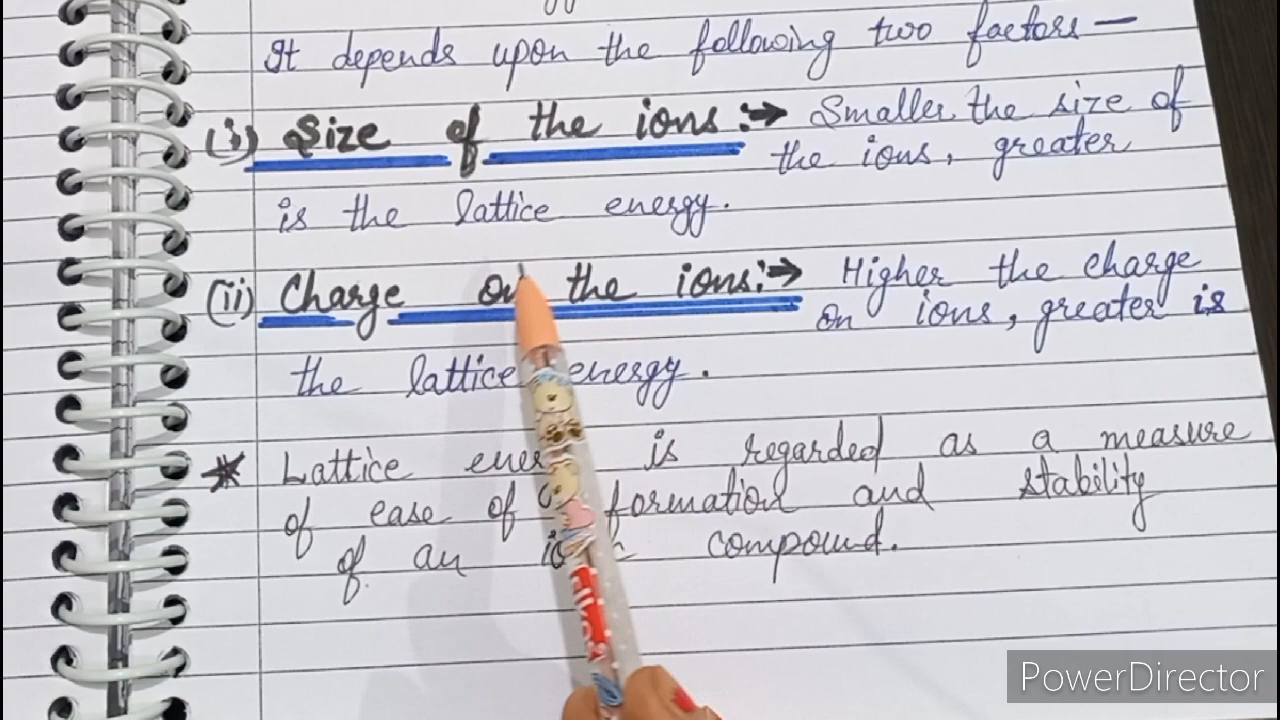 It depends upon the following two factors —
(i) Size of the ions :→ Smaller the size of
the ions, greater
is the lattice energy.
(ii) Charge on the ions :→ Higher the charge
on ions, greater is
the lattice energy.
* Lattice is regarded as a measure
of ease of formation and stability
of an compound.
PowerDirector